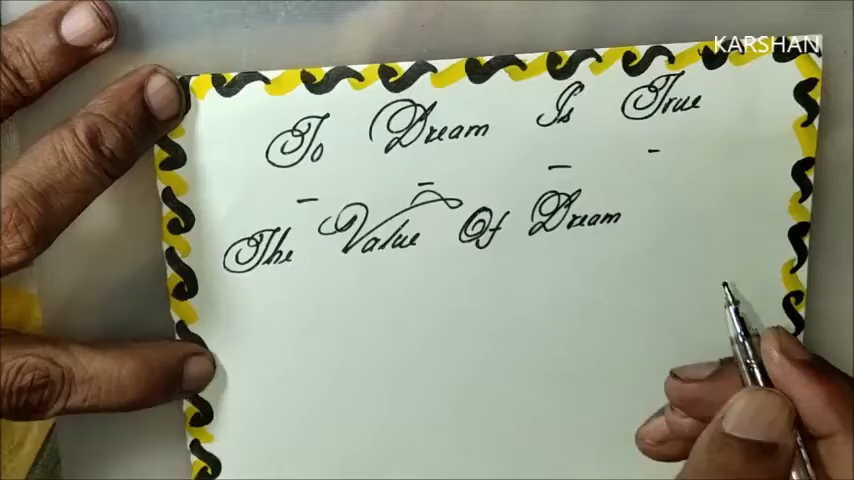 KARSHAN
To Dream Is True
The Value Of Dream